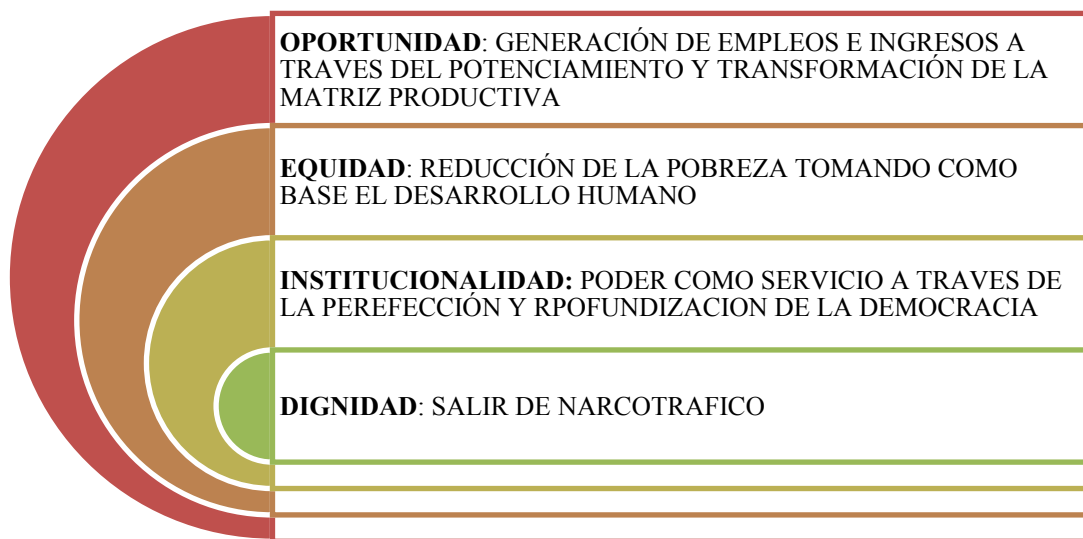 OPORTUNIDAD: GENERACIÓN DE EMPLEOS E INGRESOS A
TRAVES DEL POTENCIAMIENTO Y TRANSFORMACIÓN DE LA
MATRIZ PRODUCTIVA
EQUIDAD: REDUCCIÓN DE LA POBREZA TOMANDO COMO
BASE EL DESARROLLO HUMANO
INSTITUCIONALIDAD: PODER COMO SERVICIO A TRAVES DE
LA PEREFECCIÓN Y RPOFUNDIZACION DE LA DEMOCRACIA
DIGNIDAD: SALIR DE NARCOTRAFICO